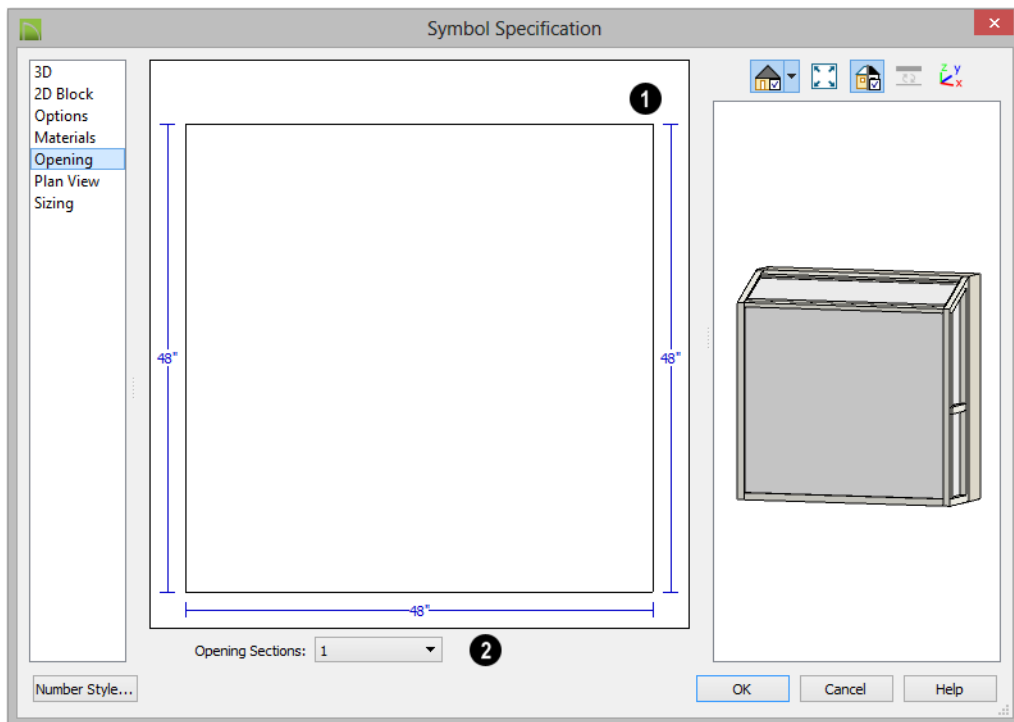 Symbol Specification
3D
2D Block
Options
Materials
Opening
Plan View
Sizing
1
48"
48"
48"
Opening Sections: 1
2
z y
x
Number Style...
OK
Cancel
Help